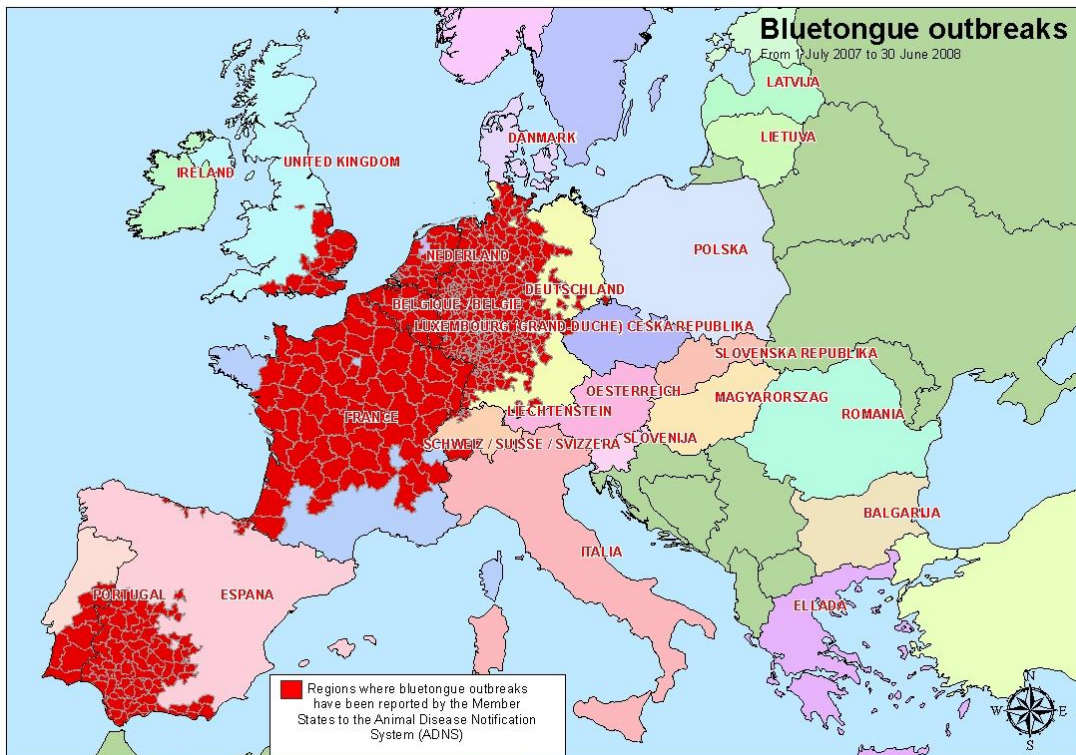 Bluetongue outbreaks
From 1 July 2007 to 30 June 2008
LATVIJA
LIETUVA
DANMARK
IRELAND
UNITED KINGDOM
POLSKA
NEDERLAND
DEUTSCHLAND
BELGIQUE / BELGIË
LUXEMBOURG (GRAND-DUCHE)
CESKA REPUBLIKA
SLOVENSKA REPUBLIKA
OESTERREICH
MAGYARORSZAG
ROMANIA
LIECHTENSTEIN
FRANCE
SCHWEIZ / SUISSE / SVIZZERA
SLOVENIJA
BALGARIJA
ITALIA
PORTUGAL
ESPANA
ELLADA
Regions where bluetongue outbreaks
have been reported by the Member
States to the Animal Disease Notification
System (ADNS)
N
W
E
S